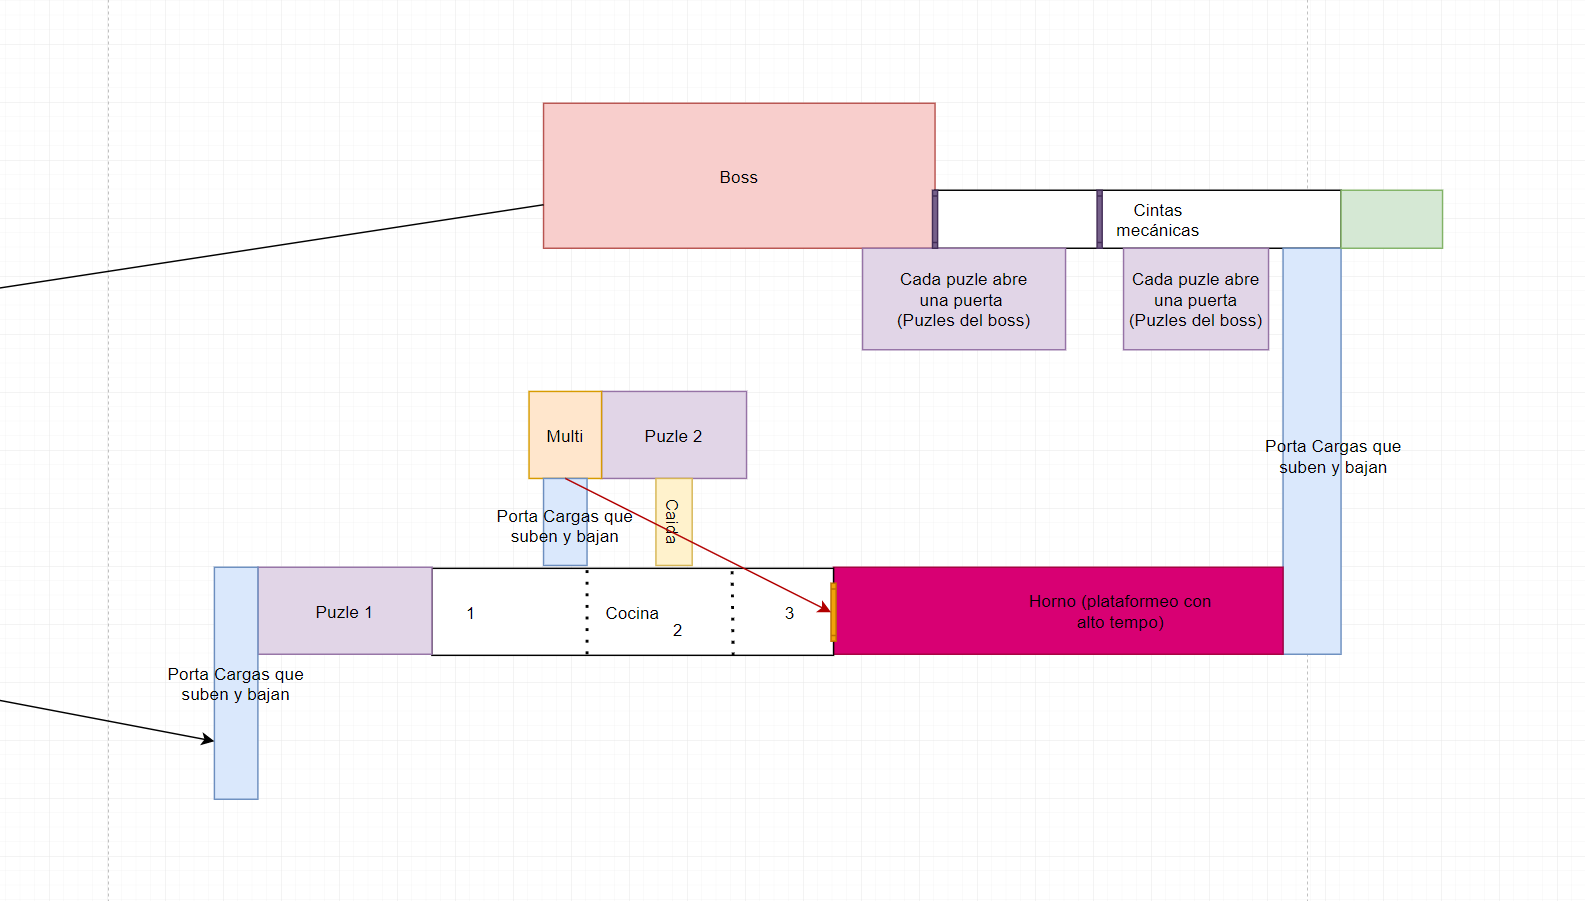 Boss
Cintas
mecánicas
Cada puzle abre
una puerta
(Puzles del boss)
Cada puzle abre
una puerta
(Puzles del boss)
Multi
Puzle 2
Porta Cargas que
suben y bajan
Porta Cargas que
suben y bajan
Caida
Puzle 1
1
Cocina
2
3
Horno (plataformeo con
alto tempo)
Porta Cargas que
suben y bajan